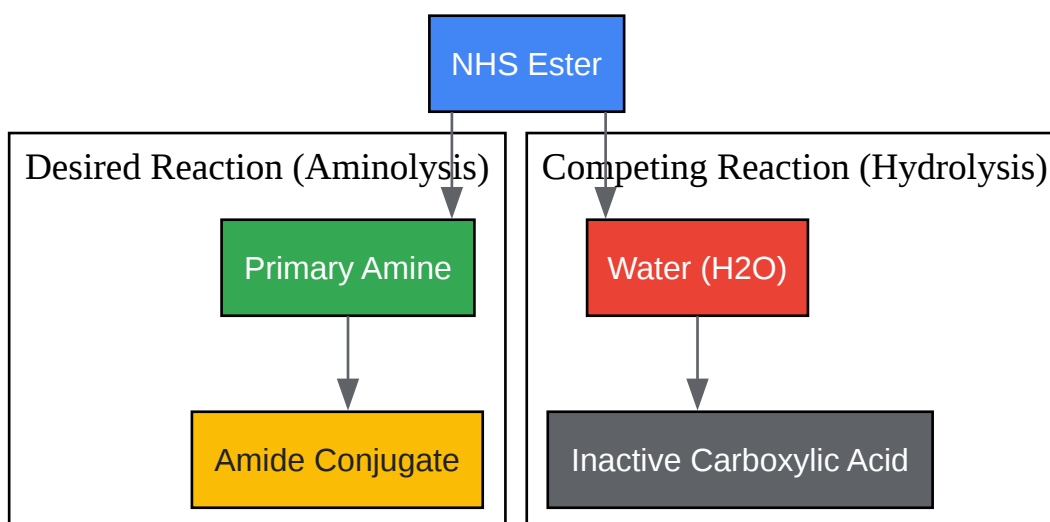 NHS Ester
Desired Reaction (Aminolysis)
Primary Amine
Amide Conjugate
Competing Reaction (Hydrolysis)
Water (H2O)
Inactive Carboxylic Acid